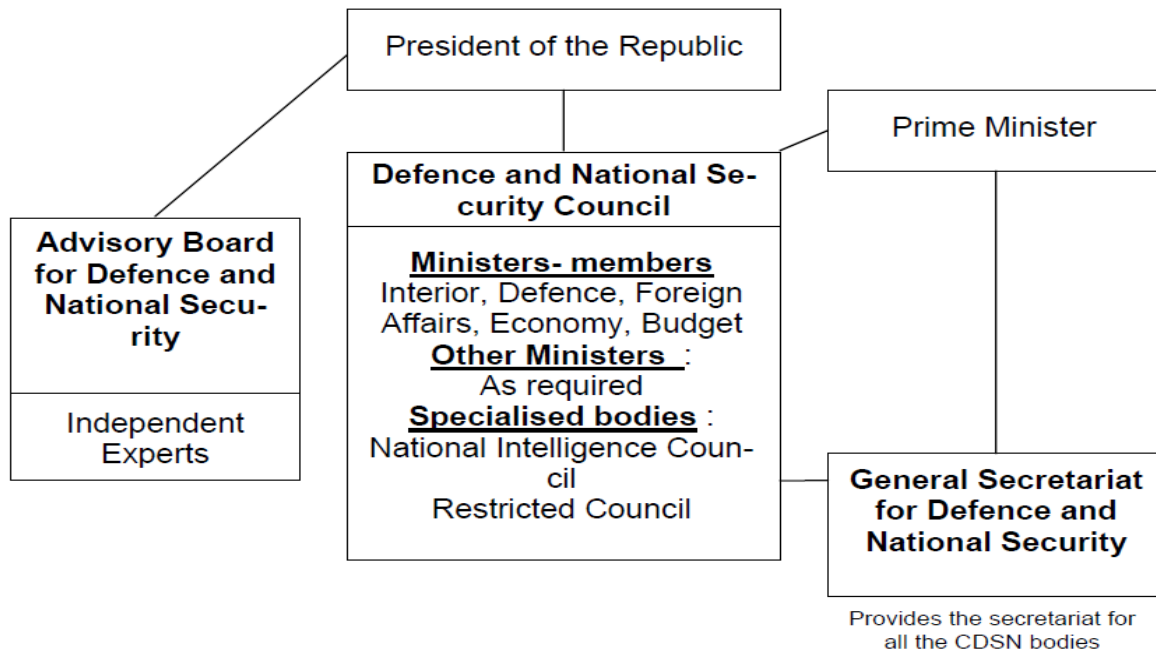 President of the Republic
Prime Minister
Defence and National Se-
curity Council
Advisory Board
for Defence and
National Secu-
rity
Independent
Experts
Ministers- members
Interior, Defence, Foreign
Affairs, Economy, Budget
Other Ministers :
As required
Specialised bodies :
National Intelligence Coun-
cil
Restricted Council
General Secretariat
for Defence and
National Security
Provides the secretariat for
all the CDSN bodies